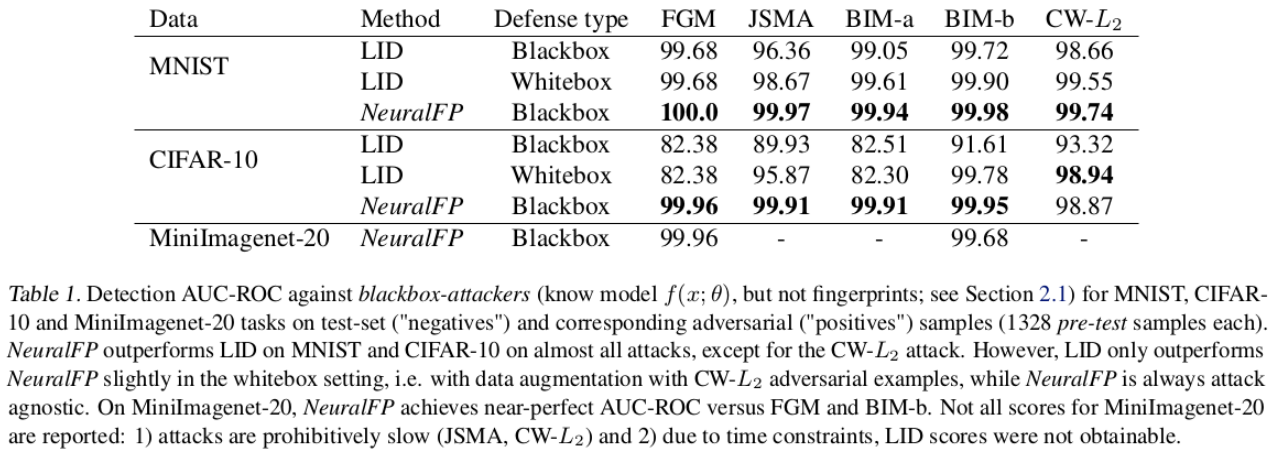 Data Method Defense type FGM JSMA BIM-a BIM-b CW-L₂
MNIST LID Blackbox 99.68 96.36 99.05 99.72 98.66
LID Whitebox 99.68 98.67 99.61 99.90 99.55
NeuralFP Blackbox 100.0 99.97 99.94 99.98 99.74
CIFAR-10 LID Blackbox 82.38 89.93 82.51 91.61 93.32
LID Whitebox 82.38 95.87 82.30 99.78 98.94
NeuralFP Blackbox 99.96 99.91 99.91 99.95 98.87
MiniImagenet-20 NeuralFP Blackbox 99.96 - - 99.68 -
Table 1. Detection AUC-ROC against blackbox-attackers (know model f(x; θ), but not fingerprints; see Section 2.1) for MNIST, CIFAR-
10 and MiniImagenet-20 tasks on test-set ("negatives") and corresponding adversarial ("positives") samples (1328 pre-test samples each).
NeuralFP outperforms LID on MNIST and CIFAR-10 on almost all attacks, except for the CW-L₂ attack. However, LID only outperforms
NeuralFP slightly in the whitebox setting, i.e. with data augmentation with CW-L₂ adversarial examples, while NeuralFP is always attack
agnostic. On MiniImagenet-20, NeuralFP achieves near-perfect AUC-ROC versus FGM and BIM-b. Not all scores for MiniImagenet-20
are reported: 1) attacks are prohibitively slow (JSMA, CW-L₂) and 2) due to time constraints, LID scores were not obtainable.